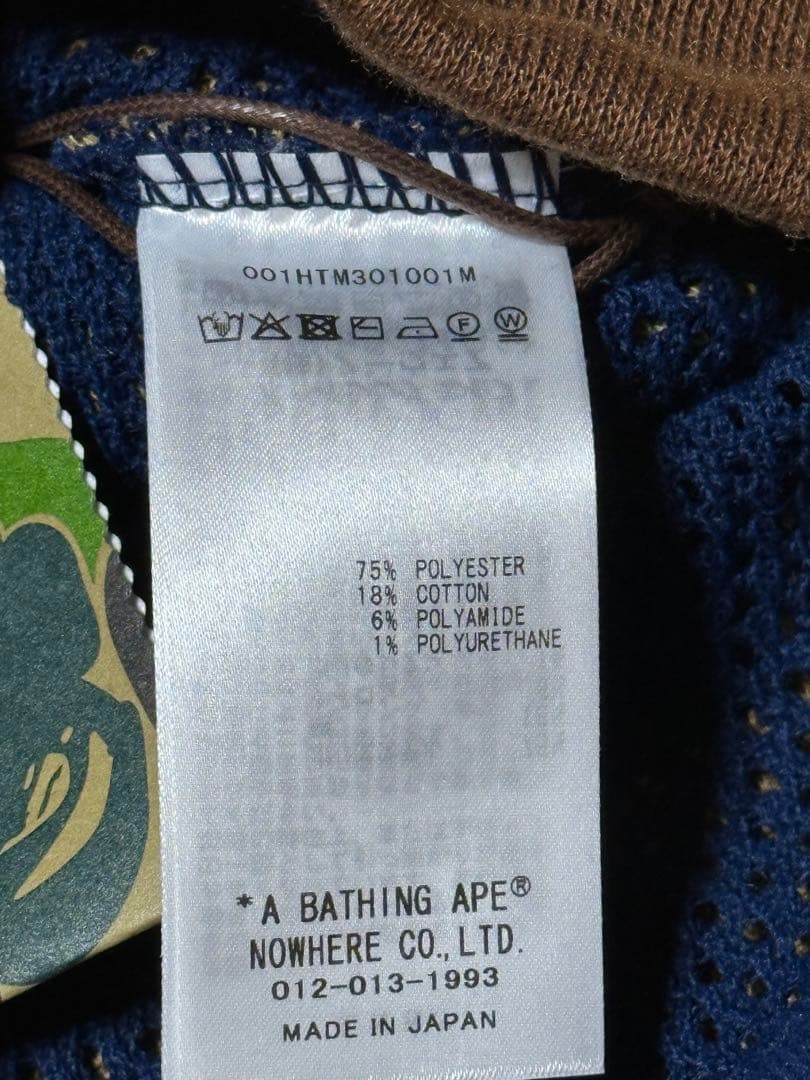 001HTM301001M
F W
75% POLYESTER
18% COTTON
6% POLYAMIDE
1% POLYURETHANE
*A BATHING APE®
NOWHERE CO., LTD.
012-013-1993
MADE IN JAPAN